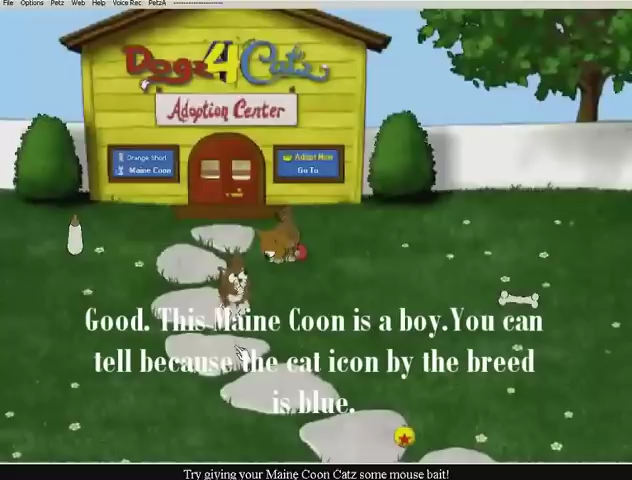 File Options Petz Web Help Voice Rec PetzA
Dogz 4 Catz
Adoption Center
Orange Short
Maine Coon
Adopt New
Go To
Good. This Maine Coon is a boy.You can
tell because the cat icon by the breed
is blue.
Try giving your Maine Coon Catz some mouse bait!